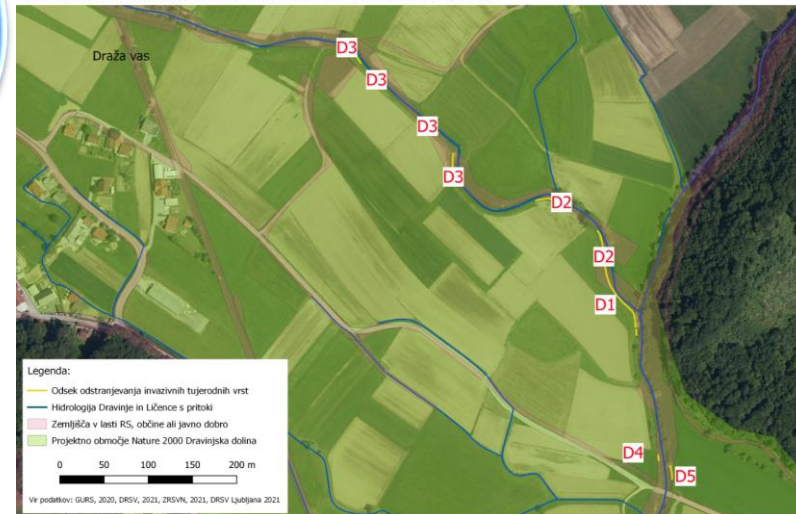 Draža vas
D3
D3
D3
D3
D2
D2
D1
D4
D5
Legenda:
Odsek odstranjevanja invazivnih tujerodnih vrst
Hidrologija Dravinje in Ličence s pritoki
Zemljišča v lasti RS, občine ali javno dobro
Projektno območje Nature 2000 Dravinjska dolina
0 50 100 150 200 m
Vir podatkov: GURS, 2020, DRSV, 2021, ZRSVN, 2021, DRSV Ljubljana 2021